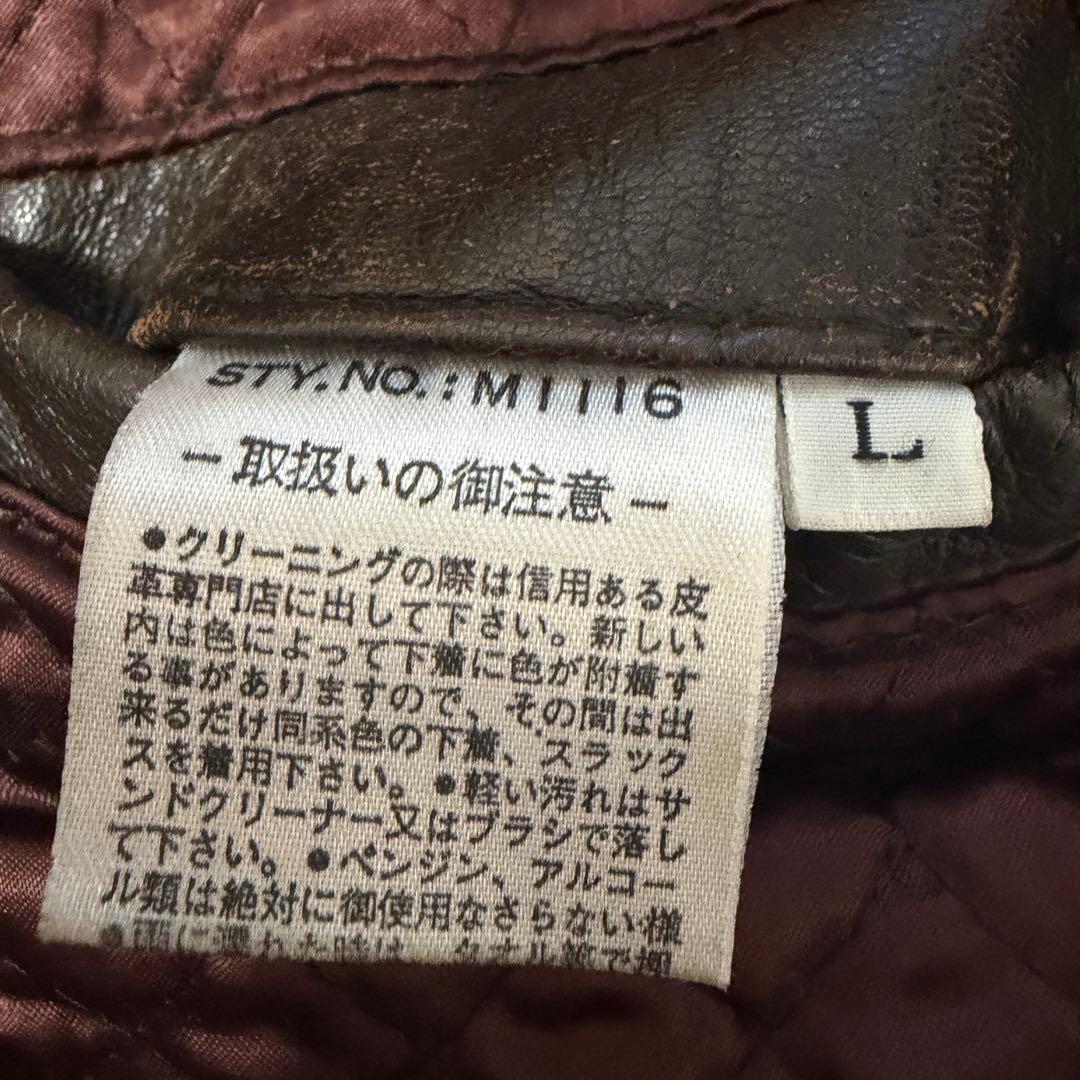 STY.NO.:M1116
L
-取扱いの御注意-
●クリーニングの際は信用ある皮
革専門店に出して下さい。新しい
内は色によって下着に色が附着す
る事がありますので、その間は出
来るだけ同系色の下着、スラック
スを着用下さい。●軽い汚れはサ
ンドクリーナー又はブラシで落し
て下さい。●ベンジン、アルコー
ル類は絶対に御使用なさらない様